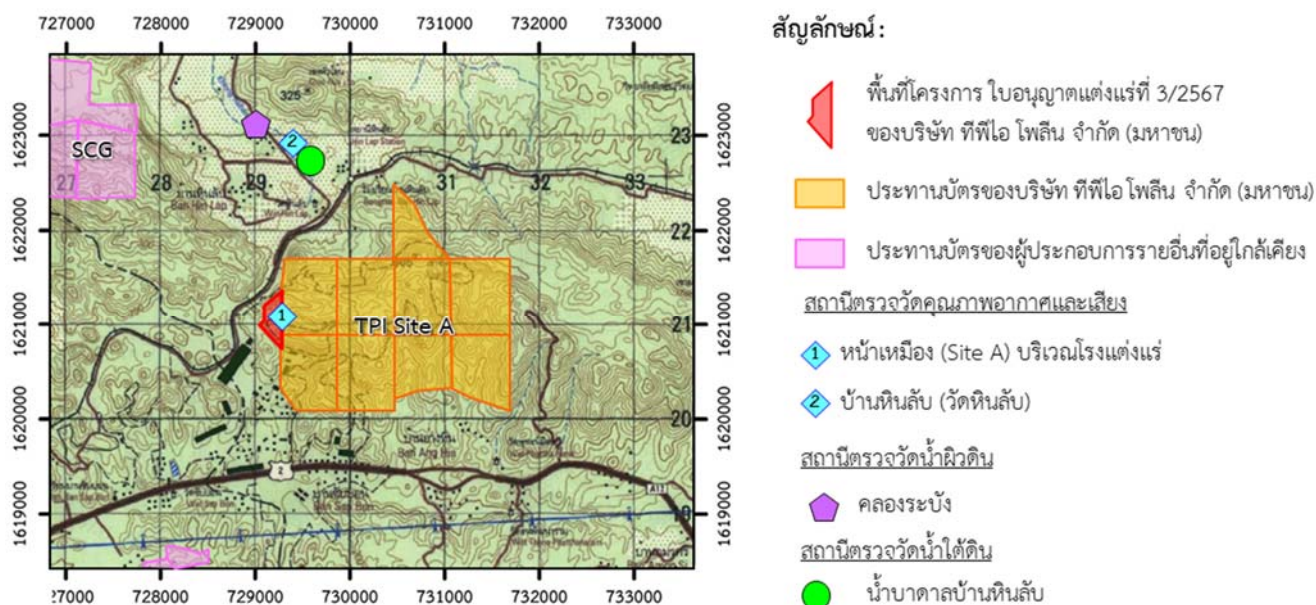 727000 728000 729000 730000 731000 732000 733000
1623000
1622000
1621000
1620000
1619000
325
2
23
SCG
27 28 29 31 32 33
Ban Hin Lap
22
1
TPI Site A
21
20
2
A13
19
1623000
1622000
1621000
1620000
1619000
727000 728000 729000 730000 731000 732000 733000
สัญลักษณ์ :
พื้นที่โครงการ ใบอนุญาตแต่งแร่ที่ 3/2567
ของบริษัท ทีพีไอ โพลีน จำกัด (มหาชน)
ประทานบัตรของบริษัท ทีพีไอ โพลีน จำกัด (มหาชน)
ประทานบัตรของผู้ประกอบการรายอื่นที่อยู่ใกล้เคียง
สถานีตรวจวัดคุณภาพอากาศและเสียง
1 หน้าเหมือง (Site A) บริเวณโรงแต่งแร่
2 บ้านหินลับ (วัดหินลับ)
สถานีตรวจวัดน้ำผิวดิน
คลองระบัง
สถานีตรวจวัดน้ำใต้ดิน
น้ำบาดาลบ้านหินลับ